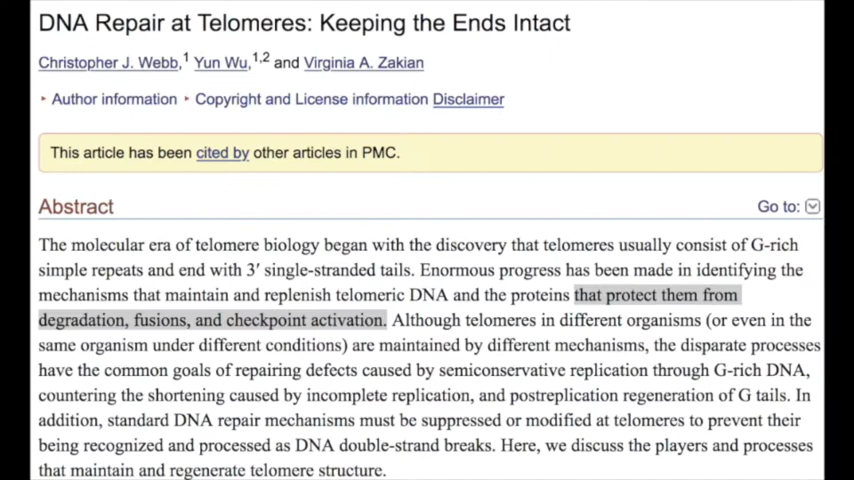 DNA Repair at Telomeres: Keeping the Ends Intact
Christopher J. Webb,1 Yun Wu,1,2 and Virginia A. Zakian
‣ Author information ‣ Copyright and License information Disclaimer
This article has been cited by other articles in PMC.
Abstract
Go to:
The molecular era of telomere biology began with the discovery that telomeres usually consist of G-rich
simple repeats and end with 3′ single-stranded tails. Enormous progress has been made in identifying the
mechanisms that maintain and replenish telomeric DNA and the proteins that protect them from
degradation, fusions, and checkpoint activation. Although telomeres in different organisms (or even in the
same organism under different conditions) are maintained by different mechanisms, the disparate processes
have the common goals of repairing defects caused by semiconservative replication through G-rich DNA,
countering the shortening caused by incomplete replication, and postreplication regeneration of G tails. In
addition, standard DNA repair mechanisms must be suppressed or modified at telomeres to prevent their
being recognized and processed as DNA double-strand breaks. Here, we discuss the players and processes
that maintain and regenerate telomere structure.